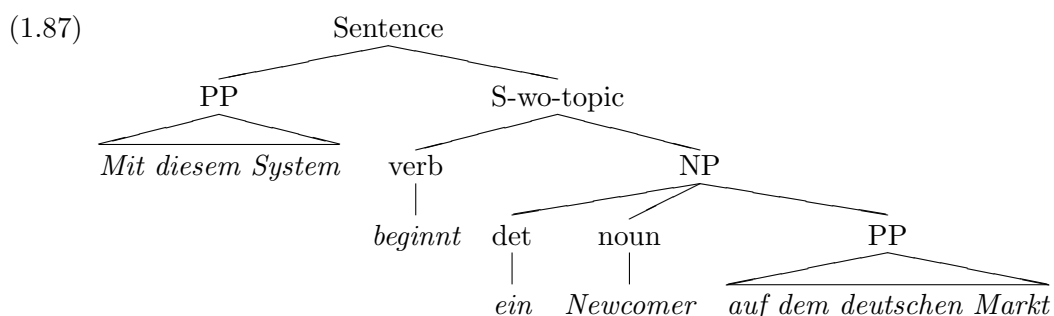 (1.87) Sentence
PP S-wo-topic
Mit diesem System verb NP
beginnt det noun PP
ein Newcomer auf dem deutschen Markt